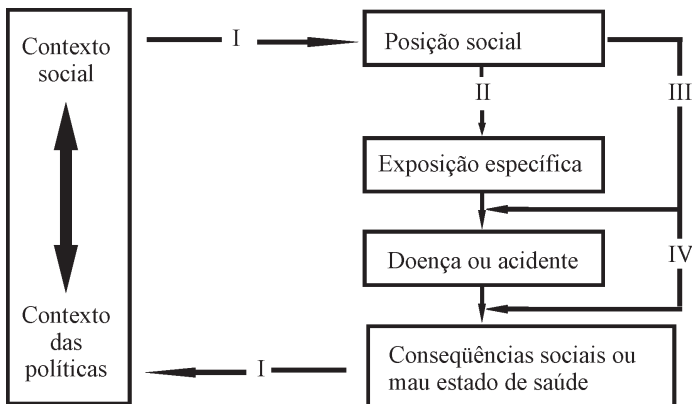 Contexto
social
I
Posição social
II
III
Exposição específica
Doença ou acidente
IV
Contexto
das
políticas
I
Conseqüências sociais ou
mau estado de saúde